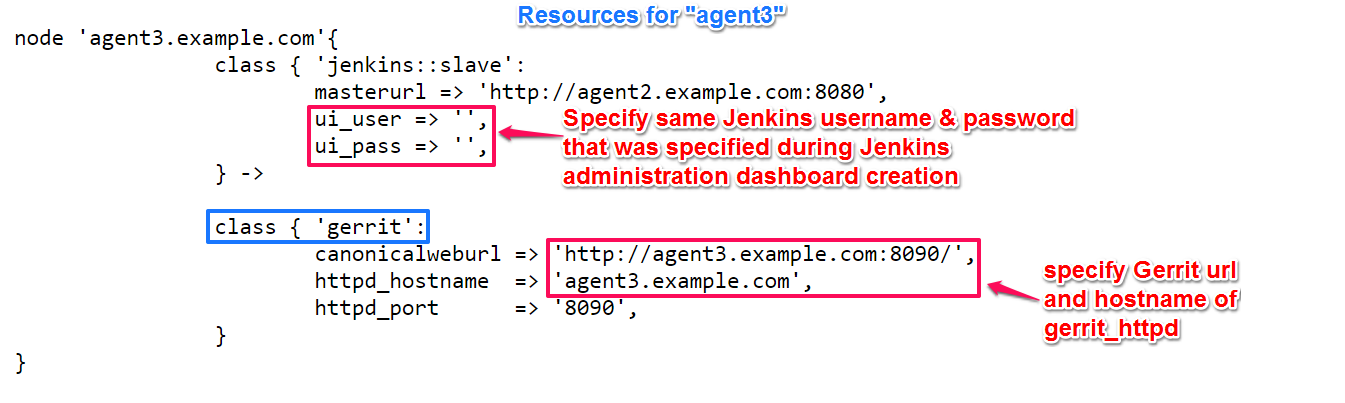 Resources for "agent3"
node 'agent3.example.com'{
class { 'jenkins::slave':
masterurl => 'http://agent2.example.com:8080',
ui_user => '',
ui_pass => '',
Specify same Jenkins username & password
that was specified during Jenkins
administration dashboard creation
} ->
class { 'gerrit':
canonicalweburl => 'http://agent3.example.com:8090/',
httpd_hostname => 'agent3.example.com',
httpd_port => '8090',
specify Gerrit url
and hostname of
gerrit_httpd
}
}